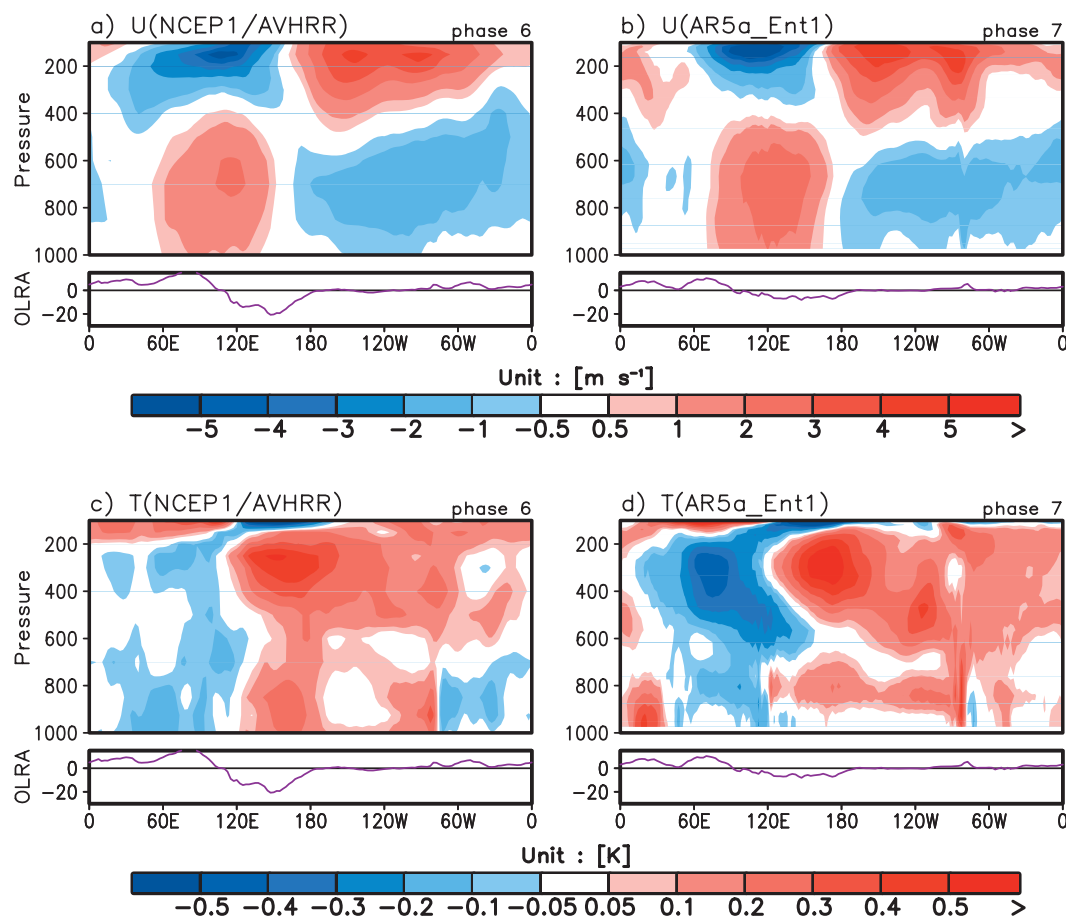 a) U(NCEP1/AVHRR) phase 6
b) U(AR5a_Ent1) phase 7
Pressure
200
400
600
800
1000
200
400
600
800
1000
OLRA
0
−20
0 60E 120E 180 120W 60W 0
0
−20
0 60E 120E 180 120W 60W 0
Unit : [m s⁻¹]
−5 −4 −3 −2 −1 −0.5 0.5 1 2 3 4 5 >
c) T(NCEP1/AVHRR) phase 6
d) T(AR5a_Ent1) phase 7
Pressure
200
400
600
800
1000
200
400
600
800
1000
OLRA
0
−20
0 60E 120E 180 120W 60W 0
0
−20
0 60E 120E 180 120W 60W 0
Unit : [K]
−0.5 −0.4 −0.3 −0.2 −0.1 −0.05 0.05 0.1 0.2 0.3 0.4 0.5 >